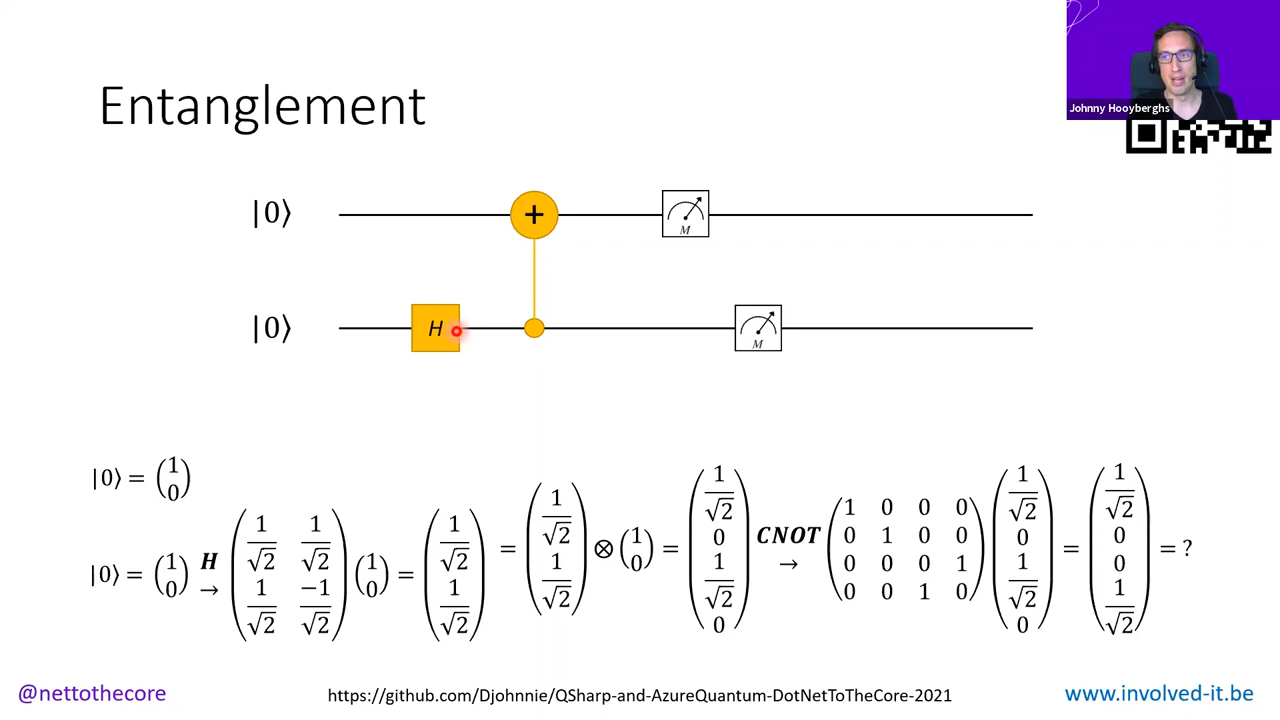 Johnny Hooyberghs
Entanglement
|0⟩
+
M
|0⟩
H
M
|0⟩ = (1 0)
|0⟩ = (1 0) H → (1/√2 1/√2 1/√2 -1/√2) (1 0) = (1/√2 1/√2) = (1/√2 1/√2) ⊗ (1 0) = (1/√2 0 1/√2 0) CNOT → (1 0 0 0 0 1 0 0 0 0 0 1 0 0 1 0) (1/√2 0 1/√2 0) = (1/√2 0 0 1/√2) = ?
@nettothecore
https://github.com/Djohnnie/QSharp-and-AzureQuantum-DotNetToTheCore-2021
www.involved-it.be